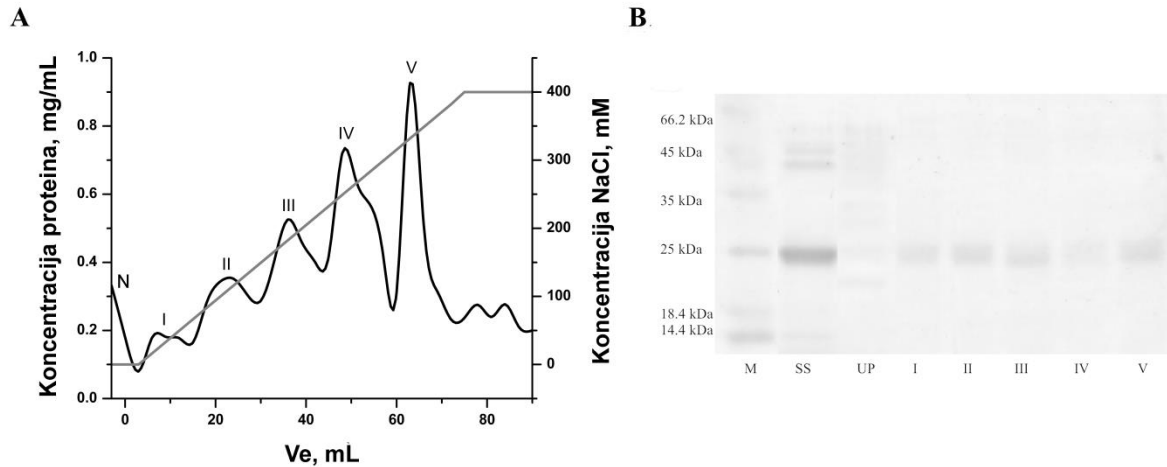 A
Koncentracija proteina, mg/mL
1.0
0.8
0.6
0.4
0.2
0.0
N
I
II
III
IV
V
400
300
200
100
0
Koncentracija NaCl, mM
0 20 40 60 80
Ve, mL
B
66.2 kDa
45 kDa
35 kDa
25 kDa
18.4 kDa
14.4 kDa
M SS UP I II III IV V